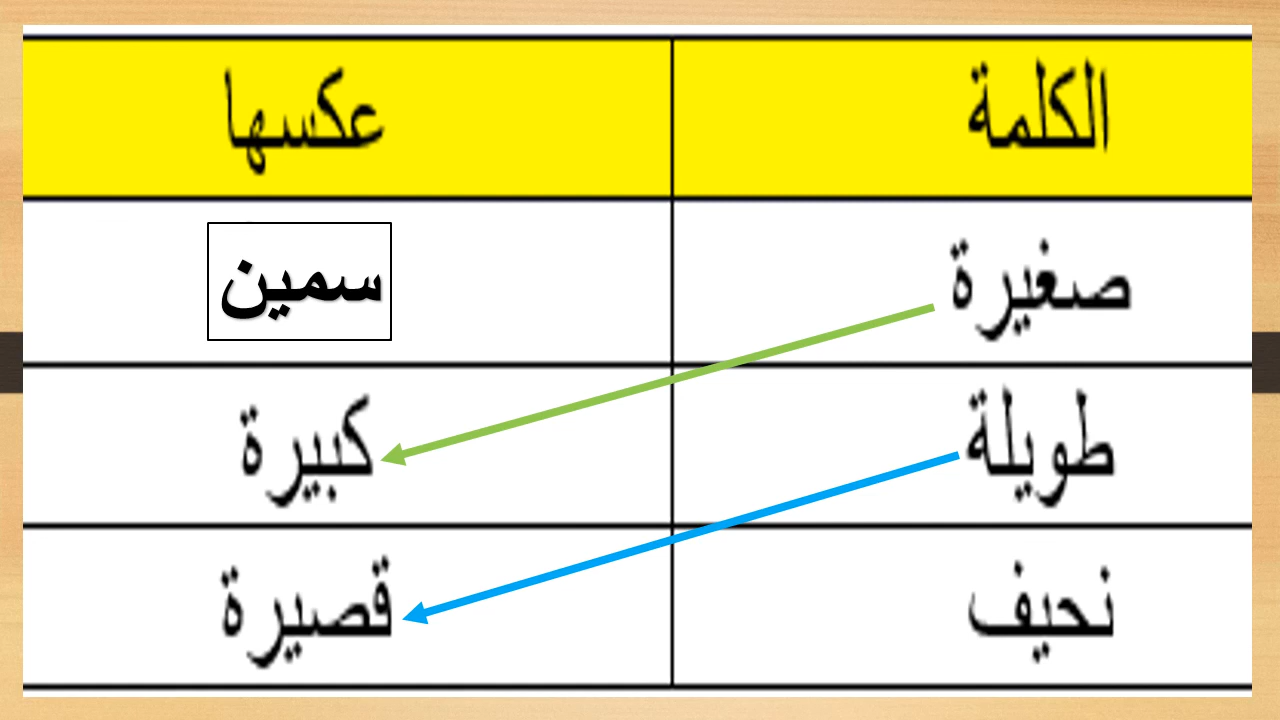 الكلمة عكسها
صغيرة سمين
طويلة كبيرة
نحيف قصيرة